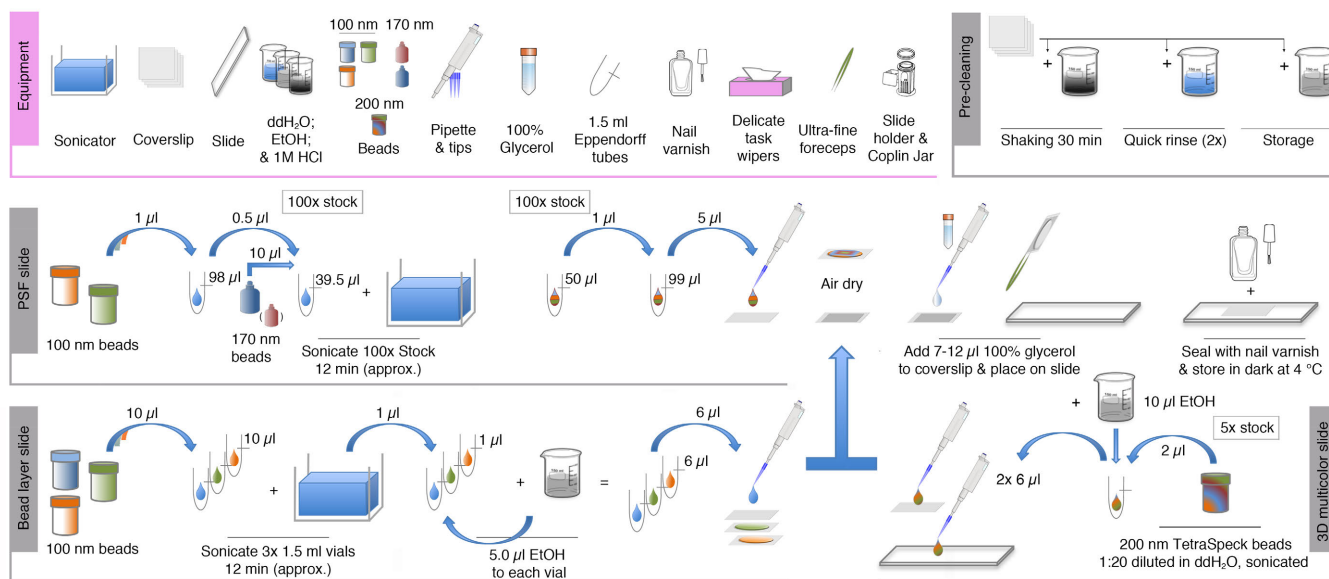 Equipment
100 nm
170 nm
200 nm
Sonicator
Coverslip
Slide
ddH₂O;
EtOH;
& 1M HCl
Beads
Pipette
& tips
100%
Glycerol
1.5 ml
Eppendorff
tubes
Nail
varnish
Delicate
task
wipers
Ultra-fine
foreceps
Slide
holder &
Coplin Jar
Pre-cleaning
+
+
+
Shaking 30 min
Quick rinse (2x)
Storage
PSF slide
1 µl
0.5 µl
100x stock
98 µl
10 µl
39.5 µl
+
100 nm beads
( )
170 nm
beads
Sonicate 100x Stock
12 min (approx.)
100x stock
1 µl
5 µl
50 µl
99 µl
Air dry
Add 7-12 µl 100% glycerol
to coverslip & place on slide
+
Seal with nail varnish
& store in dark at 4 °C
Bead layer slide
10 µl
10 µl
+
100 nm beads
Sonicate 3x 1.5 ml vials
12 min (approx.)
1 µl
1 µl
+
=
5.0 µl EtOH
to each vial
6 µl
6 µl
3D multicolor slide
+
10 µl EtOH
5x stock
2 µl
2x 6 µl
200 nm TetraSpeck beads
1:20 diluted in ddH₂O, sonicated